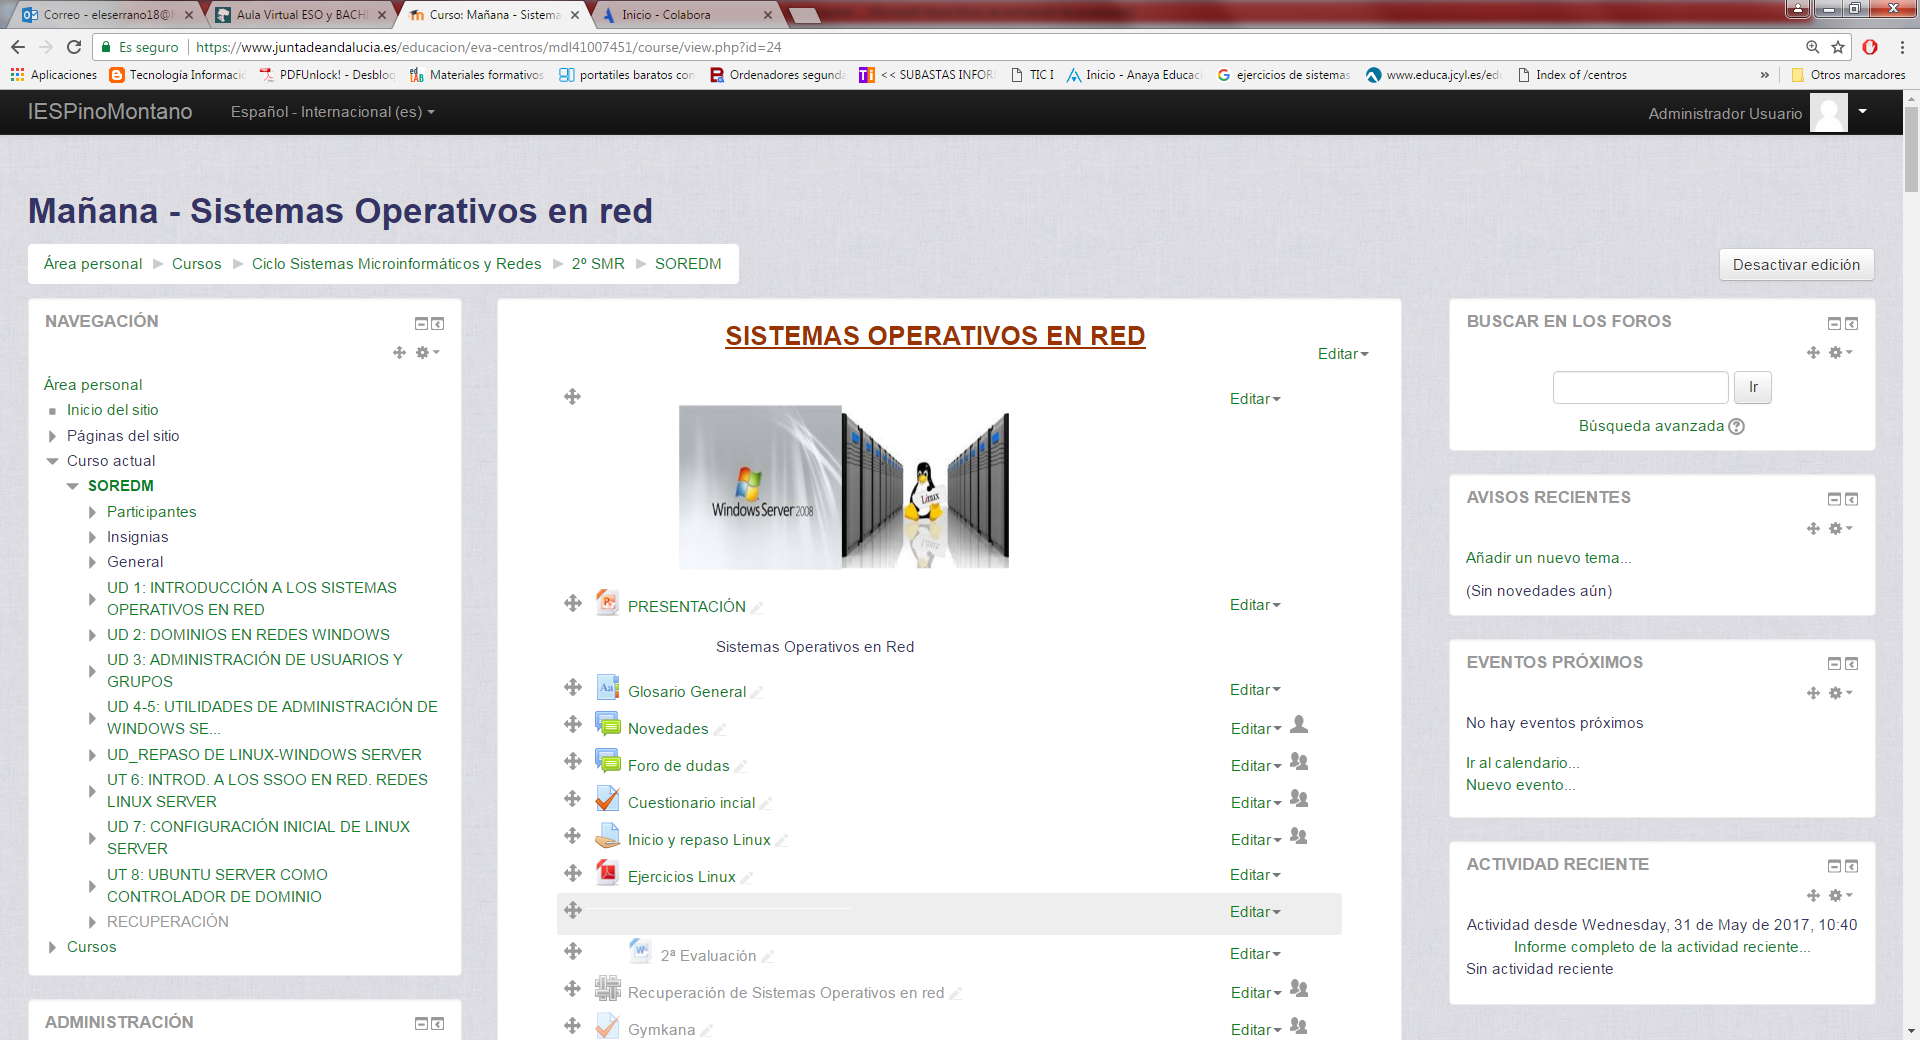 Correo - eleserrano18@h
Aula Virtual ESO y BACHI
Curso: Mañana - Sistema
Inicio - Colabora
Es seguro
https://www.juntadeandalucia.es/educacion/eva-centros/mdl41007451/course/view.php?id=24
Aplicaciones
Tecnología Informació
PDFUnlock! - Desbloq
Materiales formativos
portatiles baratos con
Ordenadores segunda
<< SUBASTAS INFOR
TIC I
Inicio - Anaya Educac
ejercicios de sistemas
www.educa.jcyl.es/edu
Index of /centros
»
Otros marcadores
IESPinoMontano
Español - Internacional (es)
Administrador Usuario
Mañana - Sistemas Operativos en red
Área personal
Cursos
Ciclo Sistemas Microinformáticos y Redes
2º SMR
SOREDM
Desactivar edición
NAVEGACIÓN
Área personal
Inicio del sitio
Páginas del sitio
Curso actual
SOREDM
Participantes
Insignias
General
UD 1: INTRODUCCIÓN A LOS SISTEMAS
OPERATIVOS EN RED
UD 2: DOMINIOS EN REDES WINDOWS
UD 3: ADMINISTRACIÓN DE USUARIOS Y
GRUPOS
UD 4-5: UTILIDADES DE ADMINISTRACIÓN DE
WINDOWS SE...
UD_REPASO DE LINUX-WINDOWS SERVER
UT 6: INTROD. A LOS SSOO EN RED. REDES
LINUX SERVER
UD 7: CONFIGURACIÓN INICIAL DE LINUX
SERVER
UT 8: UBUNTU SERVER COMO
CONTROLADOR DE DOMINIO
RECUPERACIÓN
Cursos
ADMINISTRACIÓN
SISTEMAS OPERATIVOS EN RED
Editar
Editar
Windows Server 2008
Linux
PRESENTACIÓN
Editar
Sistemas Operativos en Red
Glosario General
Editar
Novedades
Editar
Foro de dudas
Editar
Cuestionario incial
Editar
Inicio y repaso Linux
Editar
Ejercicios Linux
Editar
Editar
2ª Evaluación
Editar
Recuperación de Sistemas Operativos en red
Editar
Gymkana
Editar
BUSCAR EN LOS FOROS
Ir
Búsqueda avanzada
AVISOS RECIENTES
Añadir un nuevo tema...
(Sin novedades aún)
EVENTOS PRÓXIMOS
No hay eventos próximos
Ir al calendario...
Nuevo evento...
ACTIVIDAD RECIENTE
Actividad desde Wednesday, 31 de May de 2017, 10:40
Informe completo de la actividad reciente...
Sin actividad reciente